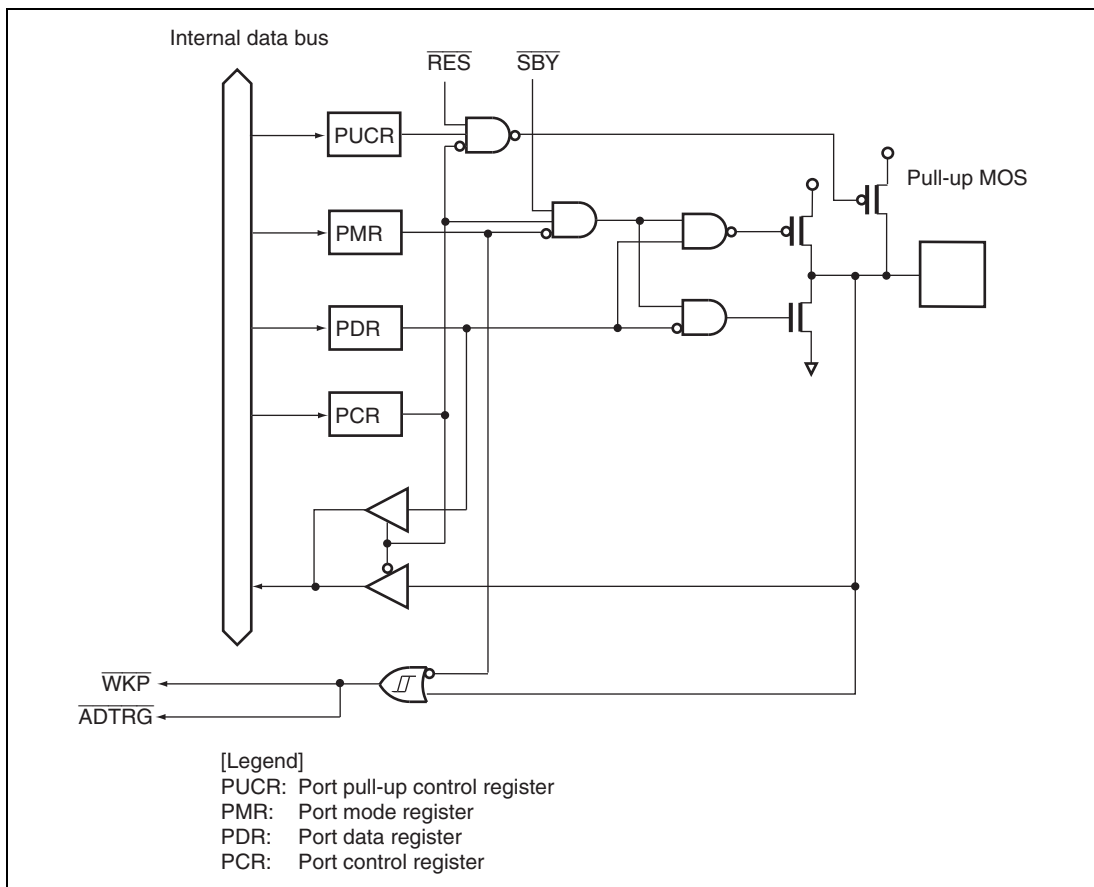 Internal data bus
RES
SBY
PUCR
Pull-up MOS
PMR
PDR
PCR
WKP
ADTRG
[Legend]
PUCR: Port pull-up control register
PMR: Port mode register
PDR: Port data register
PCR: Port control register